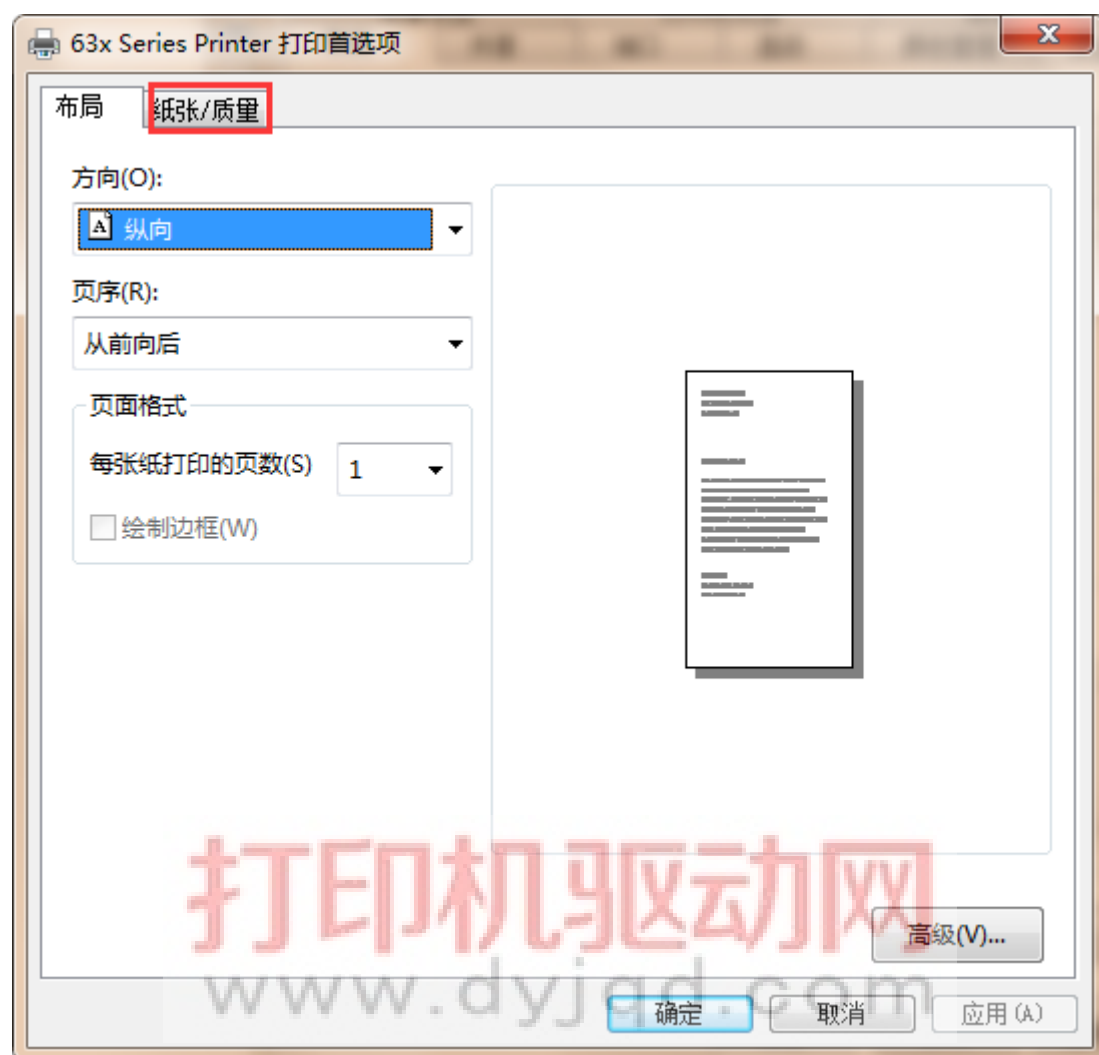 63x Series Printer 打印首选项
布局
纸张/质量
方向(O):
纵向
页序(R):
从前向后
页面格式
每张纸打印的页数(S)
1
绘制边框(W)
打印机驱动网
高级(V)...
www.dyjqd.com
确定
取消
应用(A)